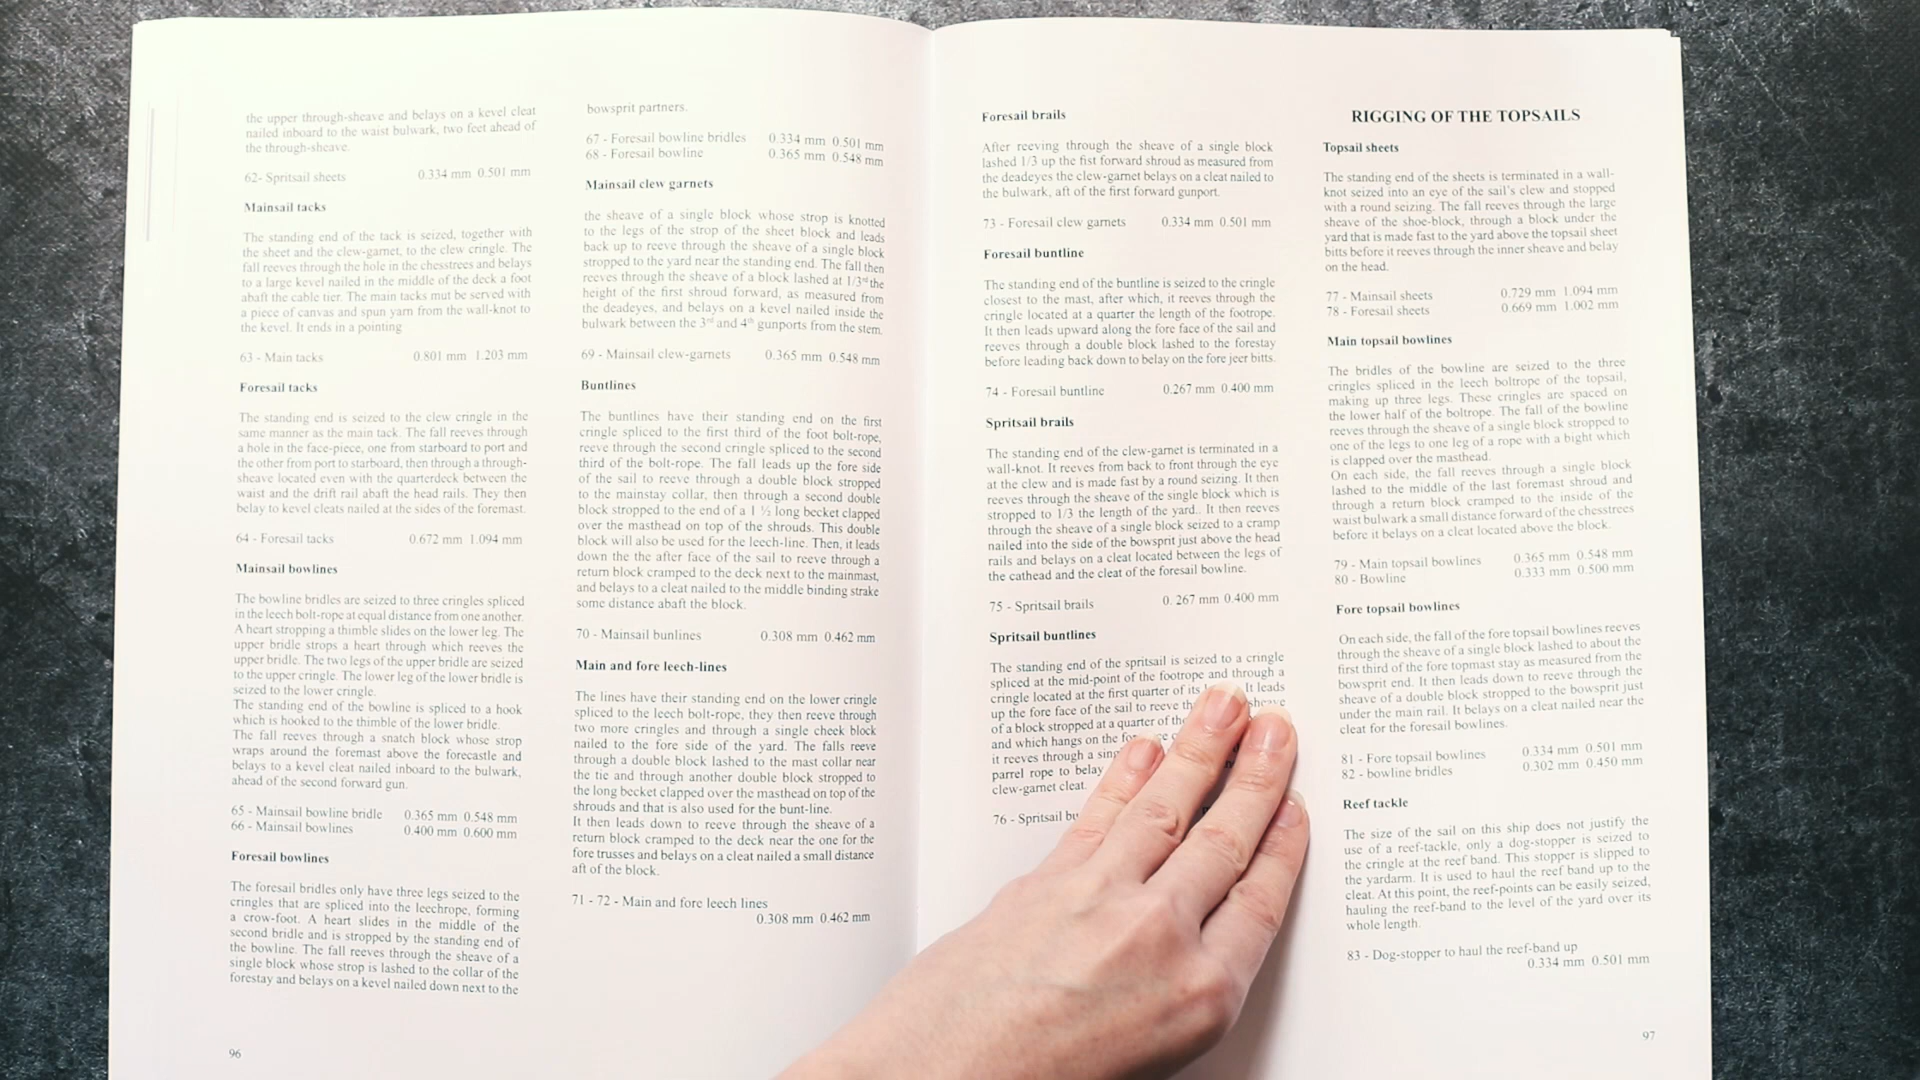 the upper through-sheave and belays on a kevel cleat
nailed inboard to the waist bulwark, two feet ahead of
the through-sheave.
62- Spritsail sheets 0.334 mm 0.501 mm
Mainsail tacks
The standing end of the tack is seized, together with
the sheet and the clew-garnet, to the clew cringle. The
fall reeves through the hole in the chesstrees and belays
to a large kevel nailed in the middle of the deck a foot
abaft the cable tier. The main tacks mut be served with
a piece of canvas and spun yarn from the wall-knot to
the kevel. It ends in a pointing
63 - Main tacks 0.801 mm 1.203 mm
Foresail tacks
The standing end is seized to the clew cringle in the
same manner as the main tack. The fall reeves through
a hole in the face-piece, one from starboard to port and
the other from port to starboard, then through a through-
sheave located even with the quarterdeck between the
waist and the drift rail abaft the head rails. They then
belay to kevel cleats nailed at the sides of the foremast.
64 - Foresail tacks 0.672 mm 1.094 mm
Mainsail bowlines
The bowline bridles are seized to three cringles spliced
in the leech bolt-rope at equal distance from one another.
A heart stropping a thimble slides on the lower leg. The
upper bridle strops a heart through which reeves the
upper bridle. The two legs of the upper bridle are seized
to the upper cringle. The lower leg of the lower bridle is
seized to the lower cringle.
The standing end of the bowline is spliced to a hook
which is hooked to the thimble of the lower bridle.
The fall reeves through a snatch block whose strop
wraps around the foremast above the forecastle and
belays to a kevel cleat nailed inboard to the bulwark,
ahead of the second forward gun.
65 - Mainsail bowline bridle 0.365 mm 0.548 mm
66 - Mainsail bowlines 0.400 mm 0.600 mm
Foresail bowlines
The foresail bridles only have three legs seized to the
cringles that are spliced into the leechrope, forming
a crow-foot. A heart slides in the middle of the
second bridle and is stropped by the standing end of
the bowline. The fall reeves through the sheave of a
single block whose strop is lashed to the collar of the
forestay and belays on a kevel nailed down next to the
96
bowsprit partners.
67 - Foresail bowline bridles 0.334 mm 0.501 mm
68 - Foresail bowline 0.365 mm 0.548 mm
Mainsail clew garnets
the sheave of a single block whose strop is knotted
to the legs of the strop of the sheet block and leads
back up to reeve through the sheave of a single block
stropped to the yard near the standing end. The fall then
reeves through the sheave of a block lashed at 1/3rd the
height of the first shroud forward, as measured from
the deadeyes, and belays on a kevel nailed inside the
bulwark between the 3rd and 4th gunports from the stem.
69 - Mainsail clew-garnets 0.365 mm 0.548 mm
Buntlines
The buntlines have their standing end on the first
cringle spliced to the first third of the foot bolt-rope,
reeve through the second cringle spliced to the second
third of the bolt-rope. The fall leads up the fore side
of the sail to reeve through a double block stropped
to the mainstay collar, then through a second double
block stropped to the end of a 1 ½ long becket clapped
over the masthead on top of the shrouds. This double
block will also be used for the leech-line. Then, it leads
down the the after face of the sail to reeve through a
return block cramped to the deck next to the mainmast,
and belays to a cleat nailed to the middle binding strake
some distance abaft the block.
70 - Mainsail bunlines 0.308 mm 0.462 mm
Main and fore leech-lines
The lines have their standing end on the lower cringle
spliced to the leech bolt-rope, they then reeve through
two more cringles and through a single cheek block
nailed to the fore side of the yard. The falls reeve
through a double block lashed to the mast collar near
the tie and through another double block stropped to
the long becket clapped over the masthead on top of the
shrouds and that is also used for the bunt-line.
It then leads down to reeve through the sheave of a
return block cramped to the deck near the one for the
fore trusses and belays on a cleat nailed a small distance
aft of the block.
71 - 72 - Main and fore leech lines
0.308 mm 0.462 mm
Foresail brails
After reeving through the sheave of a single block
lashed 1/3 up the fist forward shroud as measured from
the deadeyes the clew-garnet belays on a cleat nailed to
the bulwark, aft of the first forward gunport.
73 - Foresail clew garnets 0.334 mm 0.501 mm
Foresail buntline
The standing end of the buntline is seized to the cringle
closest to the mast, after which, it reeves through the
cringle located at a quarter the length of the footrope.
It then leads upward along the fore face of the sail and
reeves through a double block lashed to the forestay
before leading back down to belay on the fore jeer bitts.
74 - Foresail buntline 0.267 mm 0.400 mm
Spritsail brails
The standing end of the clew-garnet is terminated in a
wall-knot. It reeves from back to front through the eye
at the clew and is made fast by a round seizing. It then
reeves through the sheave of the single block which is
stropped to 1/3 the length of the yard.. It then reeves
through the sheave of a single block seized to a cramp
nailed into the side of the bowsprit just above the head
rails and belays on a cleat located between the legs of
the cathead and the cleat of the foresail bowline.
75 - Spritsail brails 0. 267 mm 0.400 mm
Spritsail buntlines
The standing end of the spritsail is seized to a cringle
spliced at the mid-point of the footrope and through a
cringle located at the first quarter of its It leads
up the fore face of the sail to reeve sheave
of a block stropped at a quarter of the
and which hangs on the
it reeves through a
parrel rope to belay
clew-garnet cleat.
76 - Spritsail
RIGGING OF THE TOPSAILS
Topsail sheets
The standing end of the sheets is terminated in a wall-
knot seized into an eye of the sail's clew and stopped
with a round seizing. The fall reeves through the large
sheave of the shoe-block, through a block under the
yard that is made fast to the yard above the topsail sheet
bitts before it reeves through the inner sheave and belay
on the head.
77 - Mainsail sheets 0.729 mm 1.094 mm
78 - Foresail sheets 0.669 mm 1.002 mm
Main topsail bowlines
The bridles of the bowline are seized to the three
cringles spliced in the leech boltrope of the topsail,
making up three legs. These cringles are spaced on
the lower half of the boltrope. The fall of the bowline
reeves through the sheave of a single block stropped to
one of the legs to one leg of a rope with a bight which
is clapped over the masthead.
On each side, the fall reeves through a single block
lashed to the middle of the last foremast shroud and
through a return block cramped to the inside of the
waist bulwark a small distance forward of the chesstrees
before it belays on a cleat located above the block.
79 - Main topsail bowlines 0.365 mm 0.548 mm
80 - Bowline 0.333 mm 0.500 mm
Fore topsail bowlines
On each side, the fall of the fore topsail bowlines reeves
through the sheave of a single block lashed to about the
first third of the fore topmast stay as measured from the
bowsprit end. It then leads down to reeve through the
sheave of a double block stropped to the bowsprit just
under the main rail. It belays on a cleat nailed near the
cleat for the foresail bowlines.
81 - Fore topsail bowlines 0.334 mm 0.501 mm
82 - bowline bridles 0.302 mm 0.450 mm
Reef tackle
The size of the sail on this ship does not justify the
use of a reef-tackle, only a dog-stopper is seized to
the cringle at the reef band. This stopper is slipped to
the yardarm. It is used to haul the reef band up to the
cleat. At this point, the reef-points can be easily seized,
hauling the reef-band to the level of the yard over its
whole length.
83 - Dog-stopper to haul the reef-band up
0.334 mm 0.501 mm
97